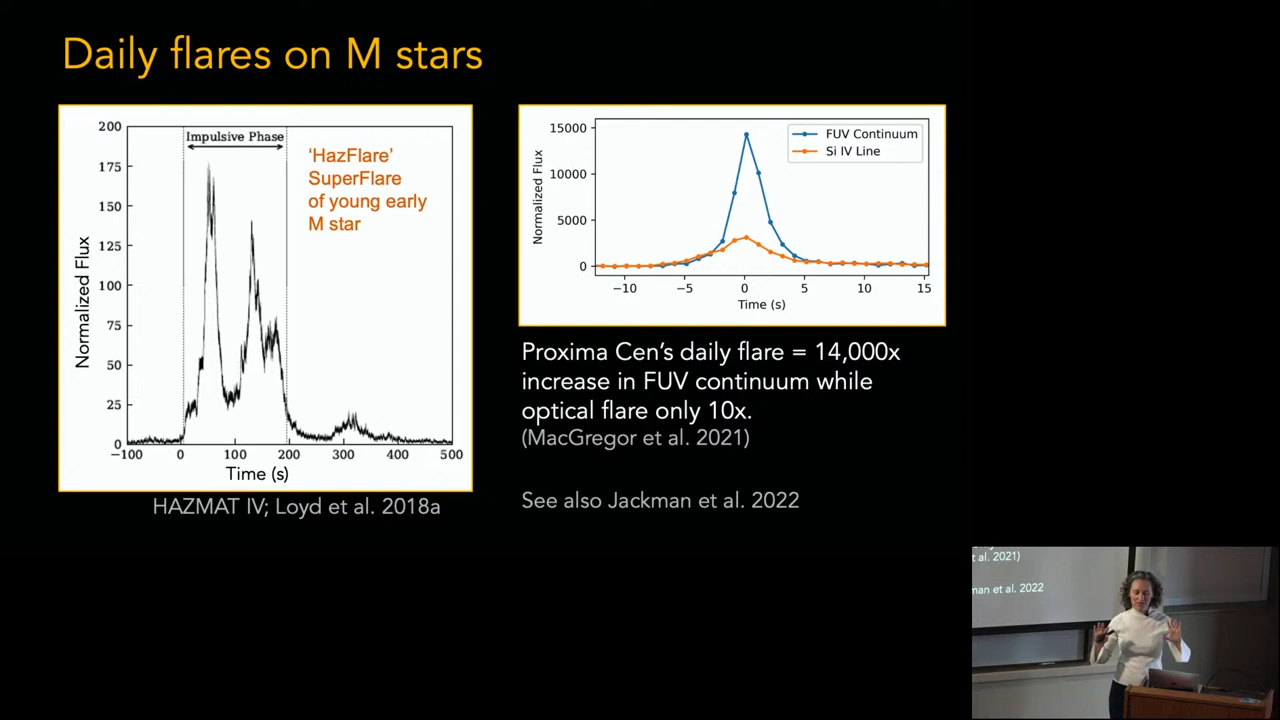 Daily flares on M stars
200
175
150
125
100
75
50
25
0
Normalized Flux
Impulsive Phase
'HazFlare'
SuperFlare
of young early
M star
-100 0 100 200 300 400 500
Time (s)
HAZMAT IV; Loyd et al. 2018a
15000
10000
5000
0
Normalized Flux
FUV Continuum
Si IV Line
−10 −5 0 5 10 15
Time (s)
Proxima Cen's daily flare = 14,000x
increase in FUV continuum while
optical flare only 10x.
(MacGregor et al. 2021)
See also Jackman et al. 2022
t al. 2021)
man et al. 2022